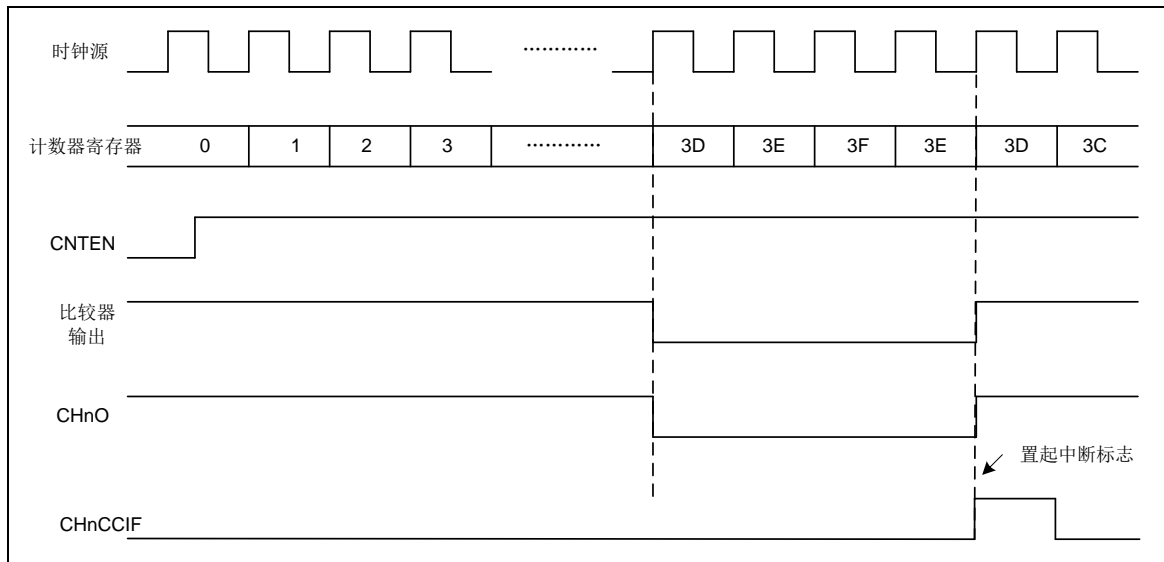 时钟源
…………
计数器寄存器 0 1 2 3 ………… 3D 3E 3F 3E 3D 3C
CNTEN
比较器
输出
CHnO
置起中断标志
CHnCCIF